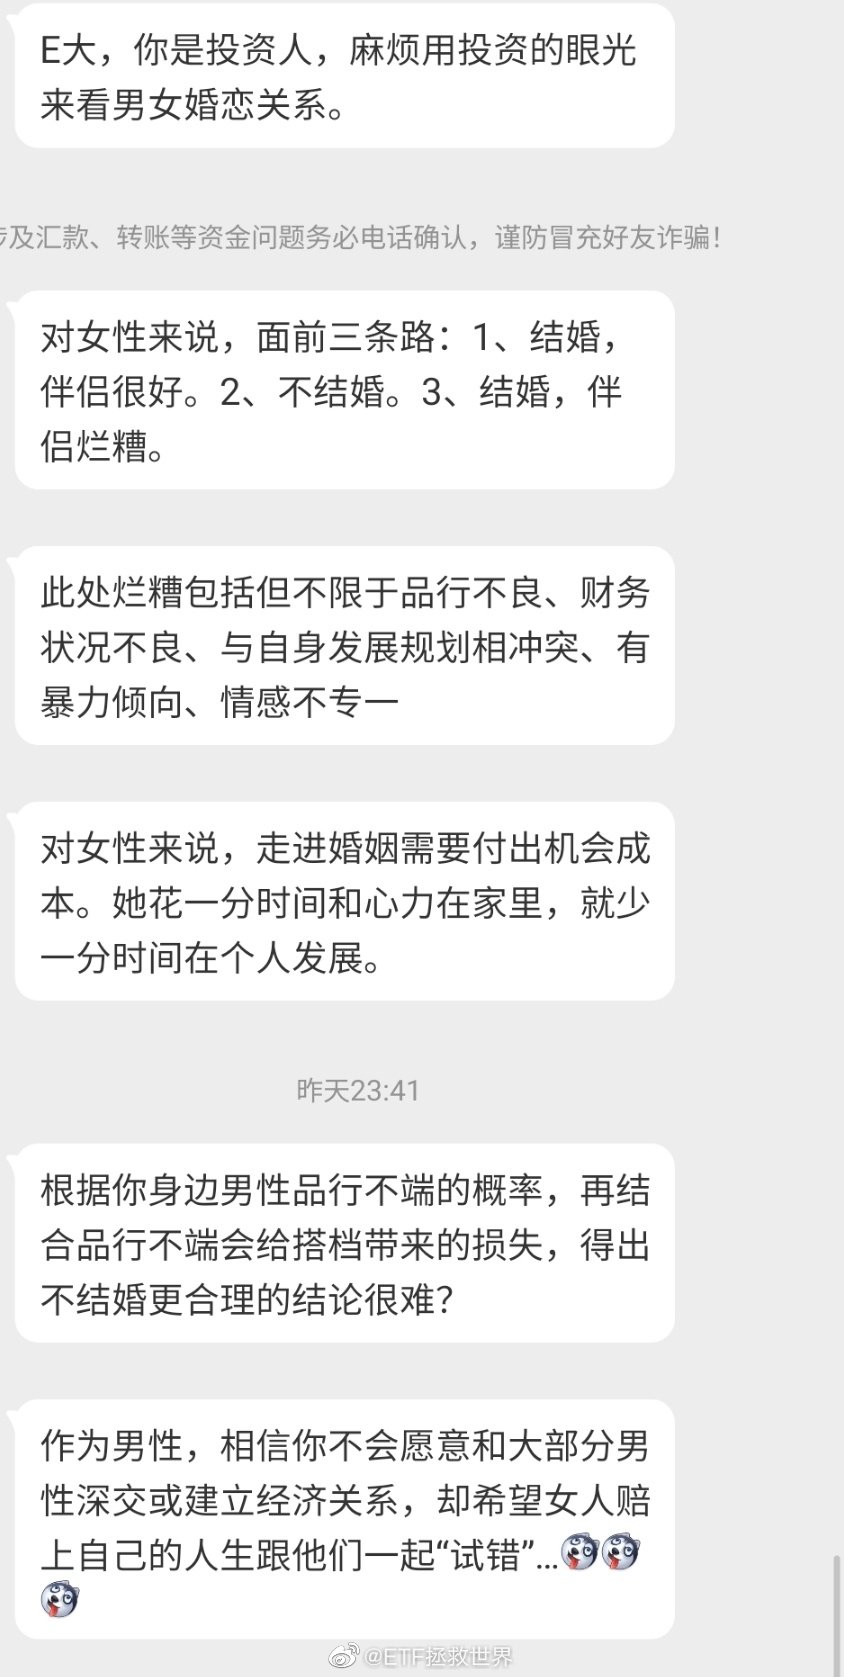 E大，你是投资人，麻烦用投资的眼光
来看男女婚恋关系。
涉及汇款、转账等资金问题务必电话确认，谨防冒充好友诈骗！
对女性来说，面前三条路：1、结婚，
伴侣很好。2、不结婚。3、结婚，伴
侣烂糟。
此处烂糟包括但不限于品行不良、财务
状况不良、与自身发展规划相冲突、有
暴力倾向、情感不专一
对女性来说，走进婚姻需要付出机会成
本。她花一分时间和心力在家里，就少
一分时间在个人发展。
昨天23:41
根据你身边男性品行不端的概率，再结
合品行不端会给搭档带来的损失，得出
不结婚更合理的结论很难？
作为男性，相信你不会愿意和大部分男
性深交或建立经济关系，却希望女人赔
上自己的人生跟他们一起“试错”...
@ETF拯救世界